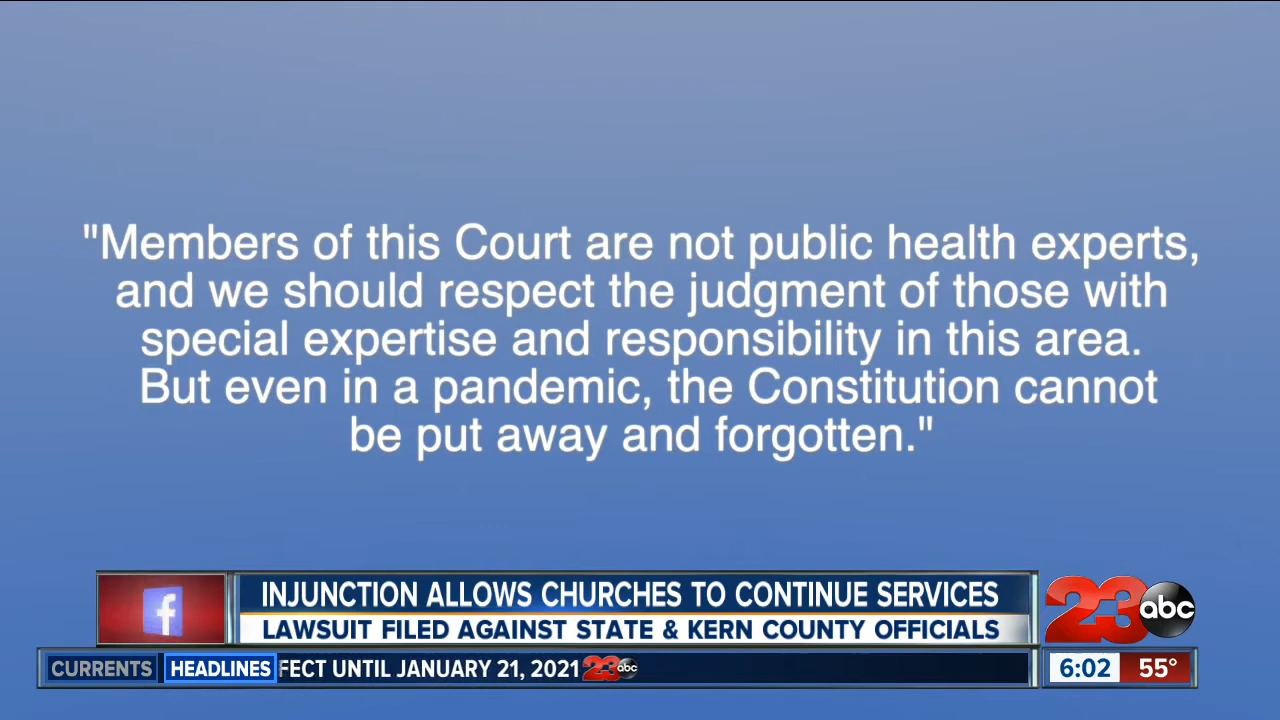 "Members of this Court are not public health experts,
and we should respect the judgment of those with
special expertise and responsibility in this area.
But even in a pandemic, the Constitution cannot
be put away and forgotten."
f
INJUNCTION ALLOWS CHURCHES TO CONTINUE SERVICES
LAWSUIT FILED AGAINST STATE & KERN COUNTY OFFICIALS
23 abc
CURRENTS HEADLINES FECT UNTIL JANUARY 21, 2021 23 abc
6:02 55°